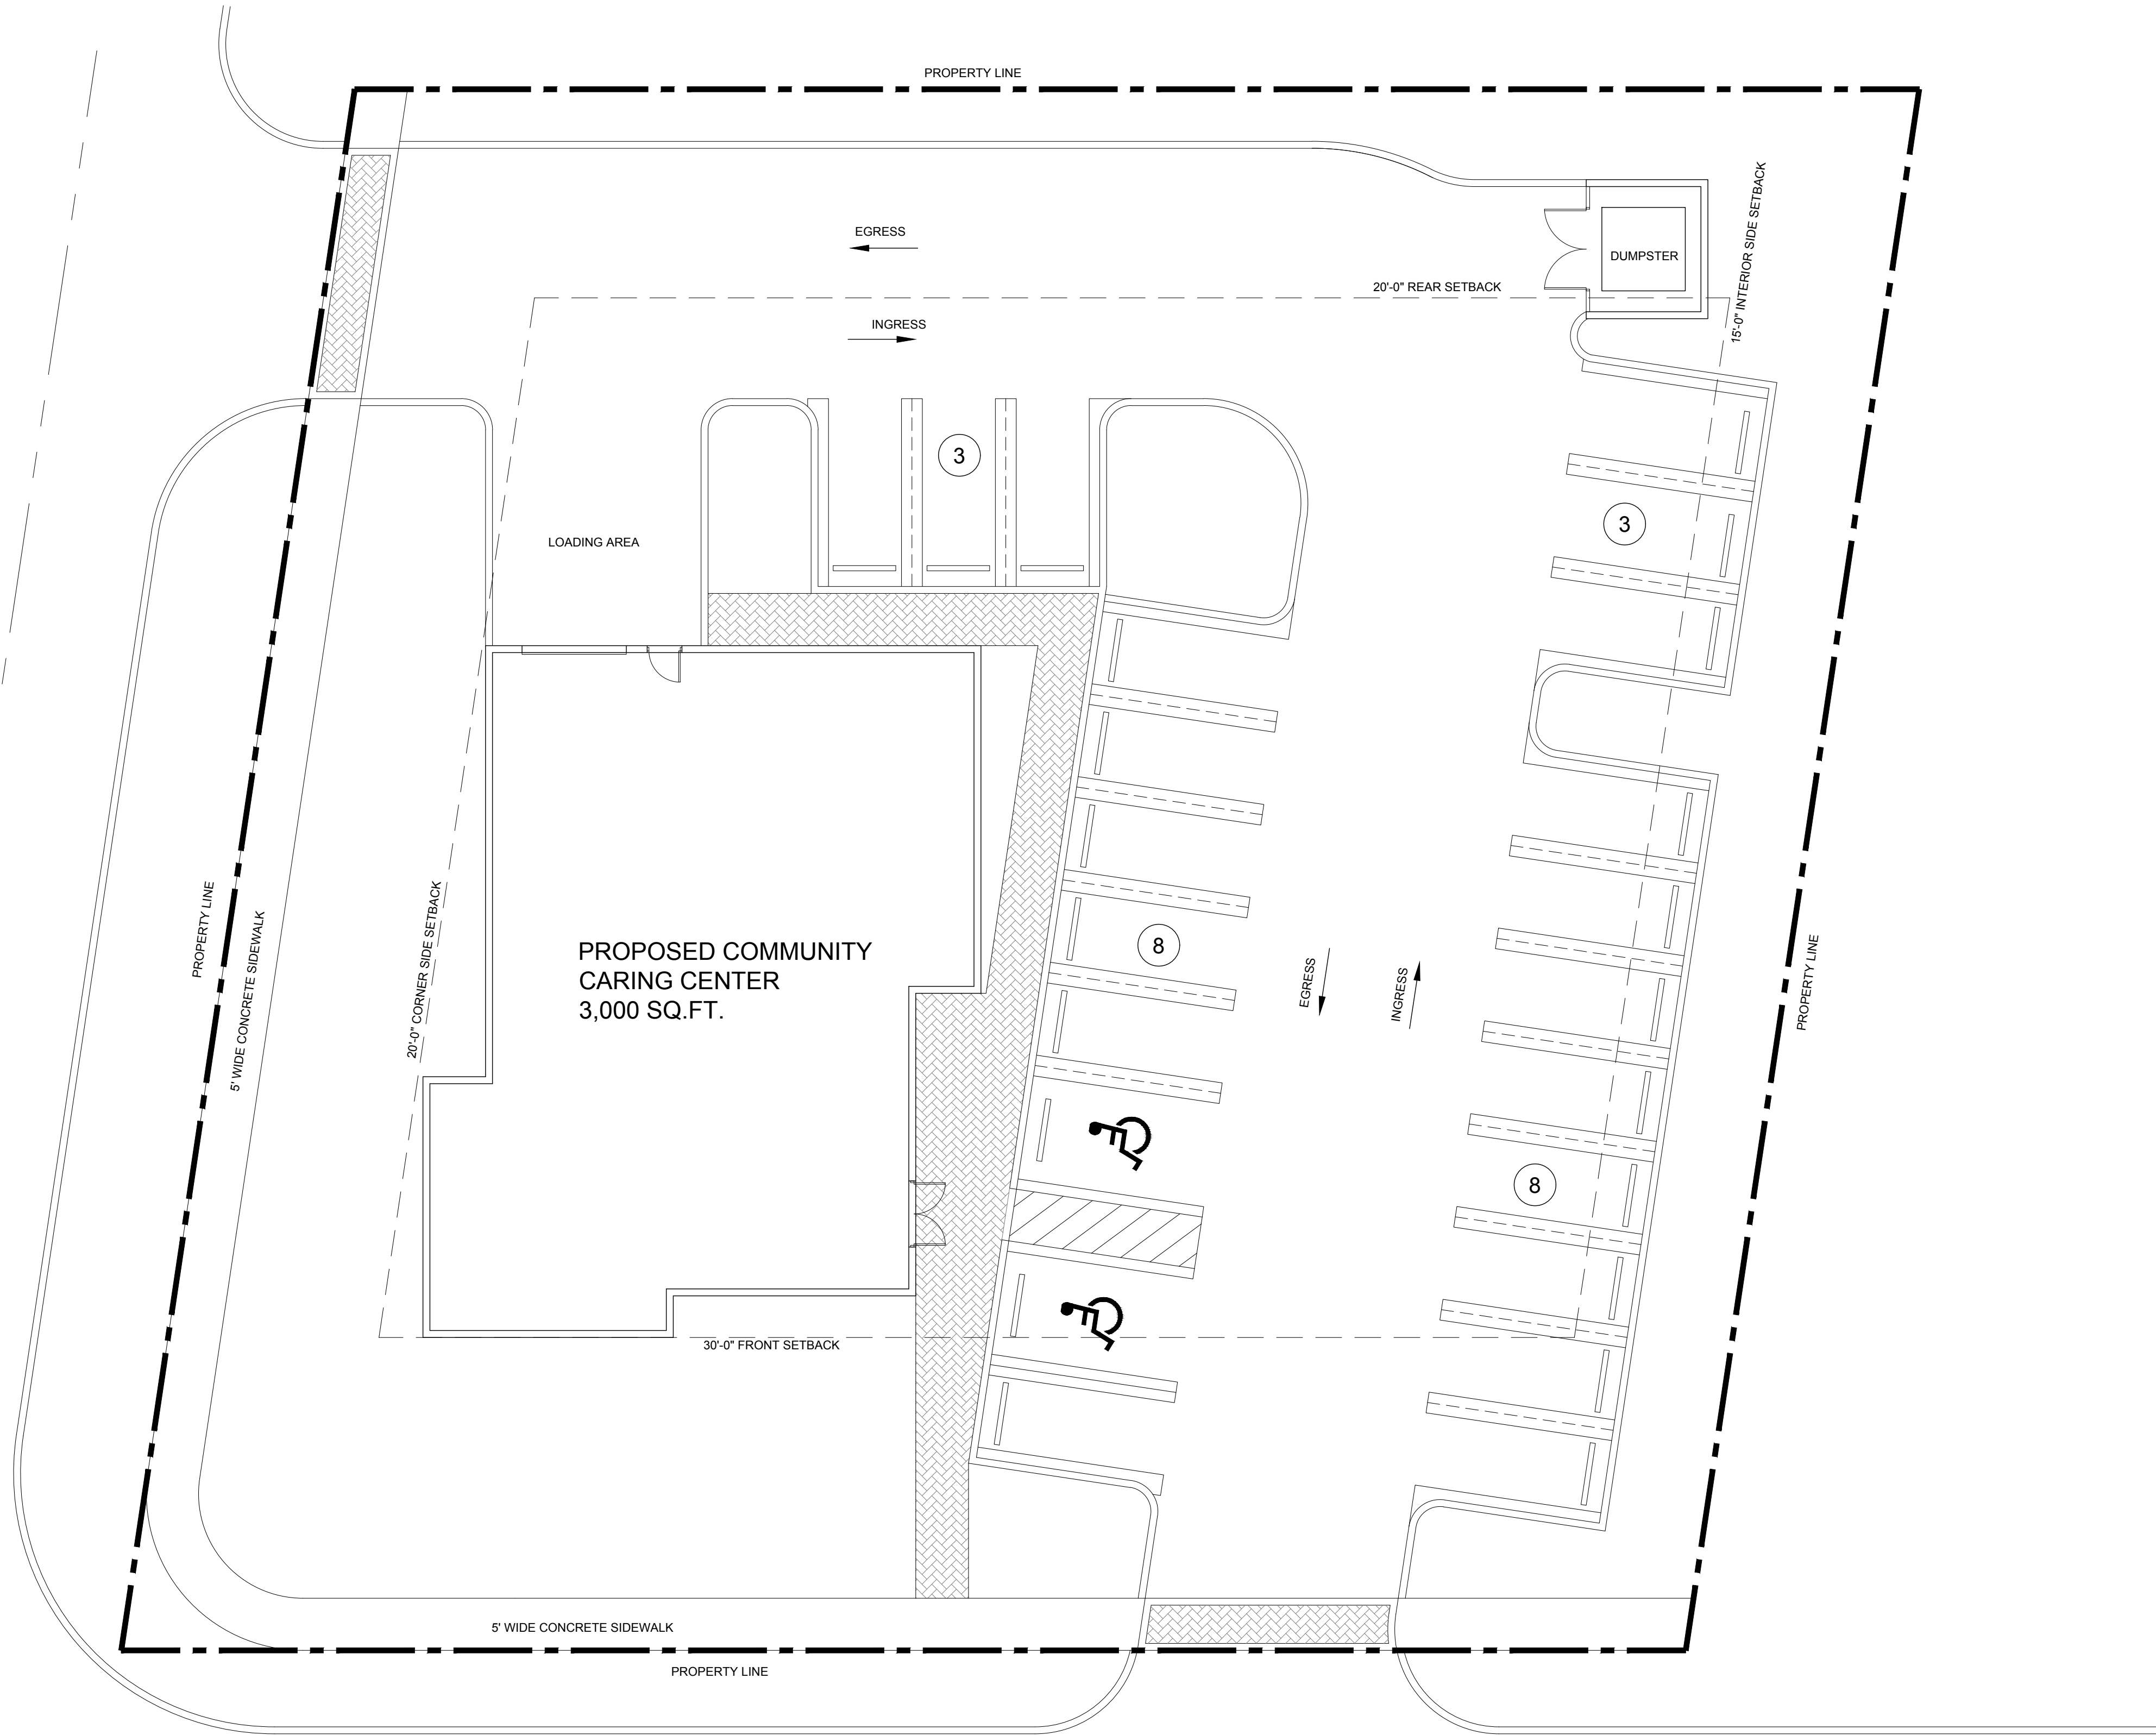 PROPERTY LINE
EGRESS
DUMPSTER
15'-0" INTERIOR SIDE SETBACK
20'-0" REAR SETBACK
INGRESS
3
3
LOADING AREA
PROPERTY LINE
5' WIDE CONCRETE SIDEWALK
20'-0" CORNER SIDE SETBACK
PROPOSED COMMUNITY
CARING CENTER
3,000 SQ.FT.
8
EGRESS
INGRESS
PROPERTY LINE
8
30'-0" FRONT SETBACK
5' WIDE CONCRETE SIDEWALK
PROPERTY LINE